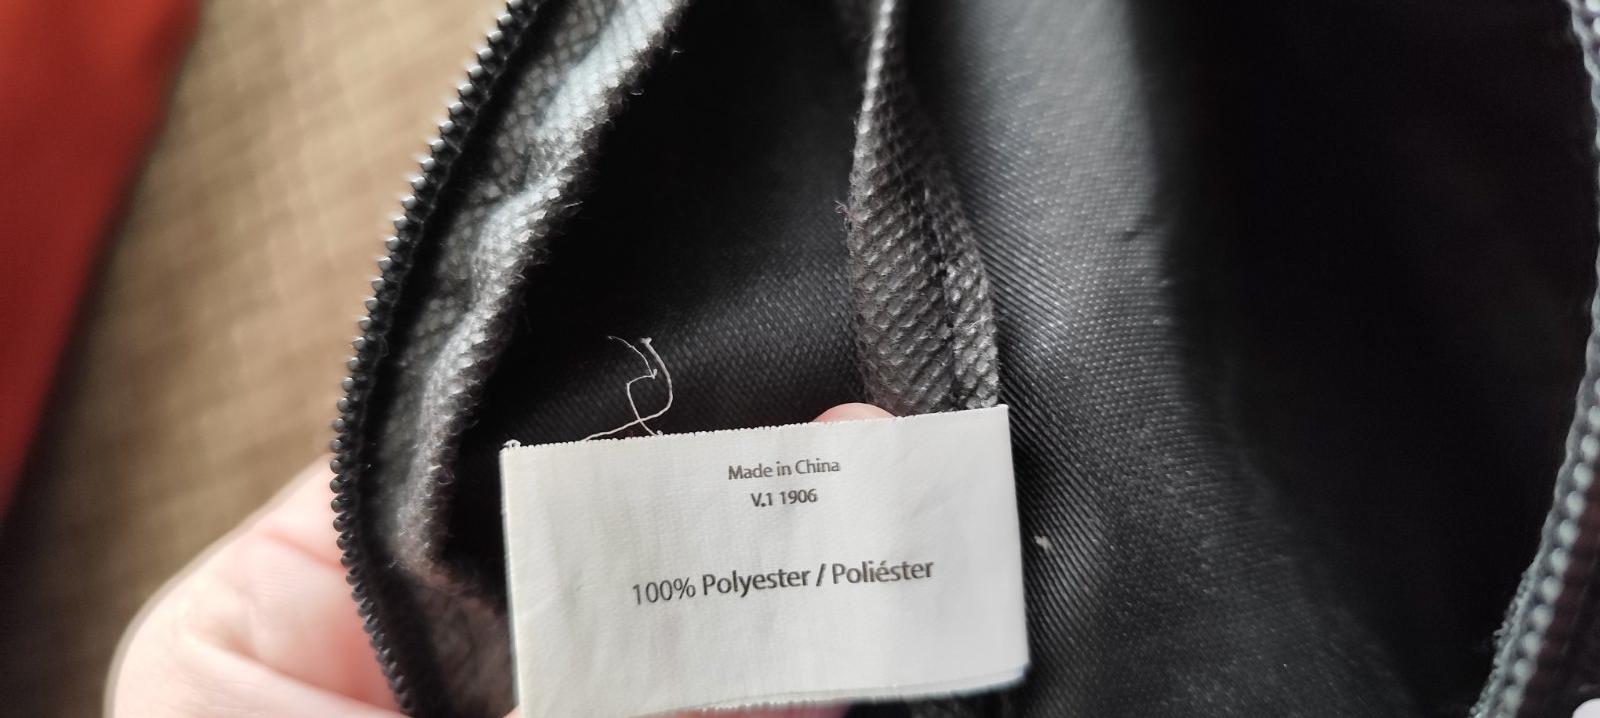 Made in China
V.1 1906
100% Polyester / Poliéster